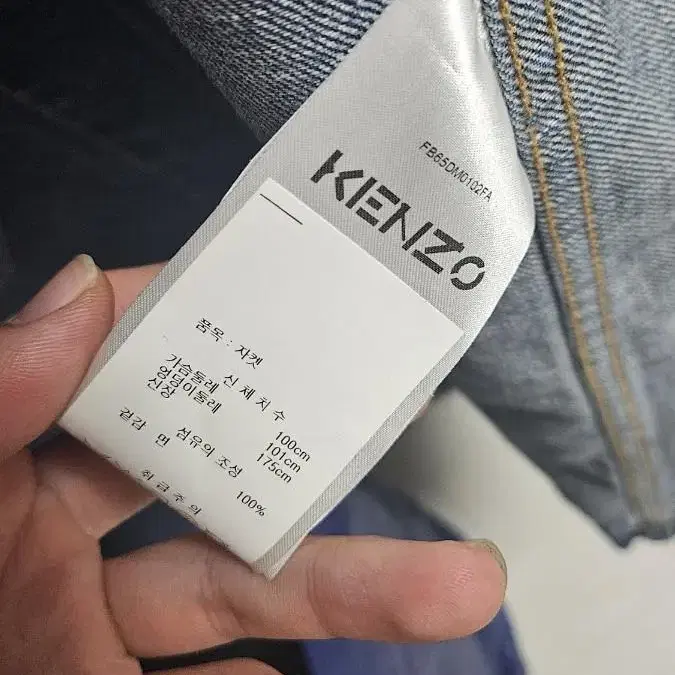 FB65DM0102FA
KENZO
품목 : 자켓
신 체 치 수
가슴둘레 100cm
엉덩이둘레 101cm
신장 175cm
섬유의 조성
겉감 면 100%
취급주의